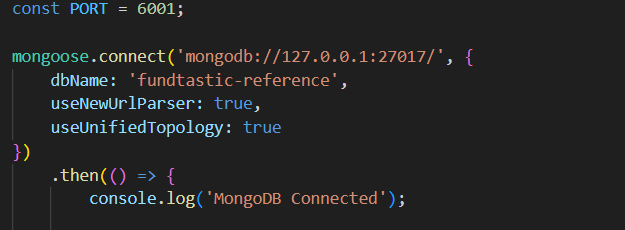 const PORT = 6001;
mongoose.connect('mongodb://127.0.0.1:27017/', {
    dbName: 'fundtastic-reference',
    useNewUrlParser: true,
    useUnifiedTopology: true
})
    .then(() => {
        console.log('MongoDB Connected');